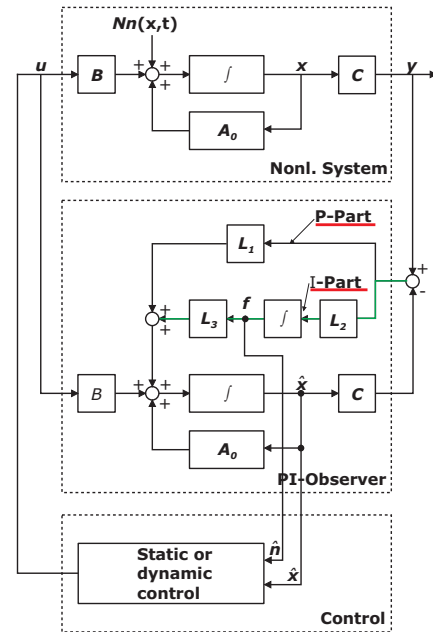 Nn(x,t)
u
B
+
+
+
∫
x
C
y
A₀
Nonl. System
P-Part
L₁
+
-
I-Part
f
L₃
∫
L₂
+
+
B
+
+
+
∫
x̂
C
A₀
PI-Observer
n̂
Static or
dynamic
control
x̂
Control